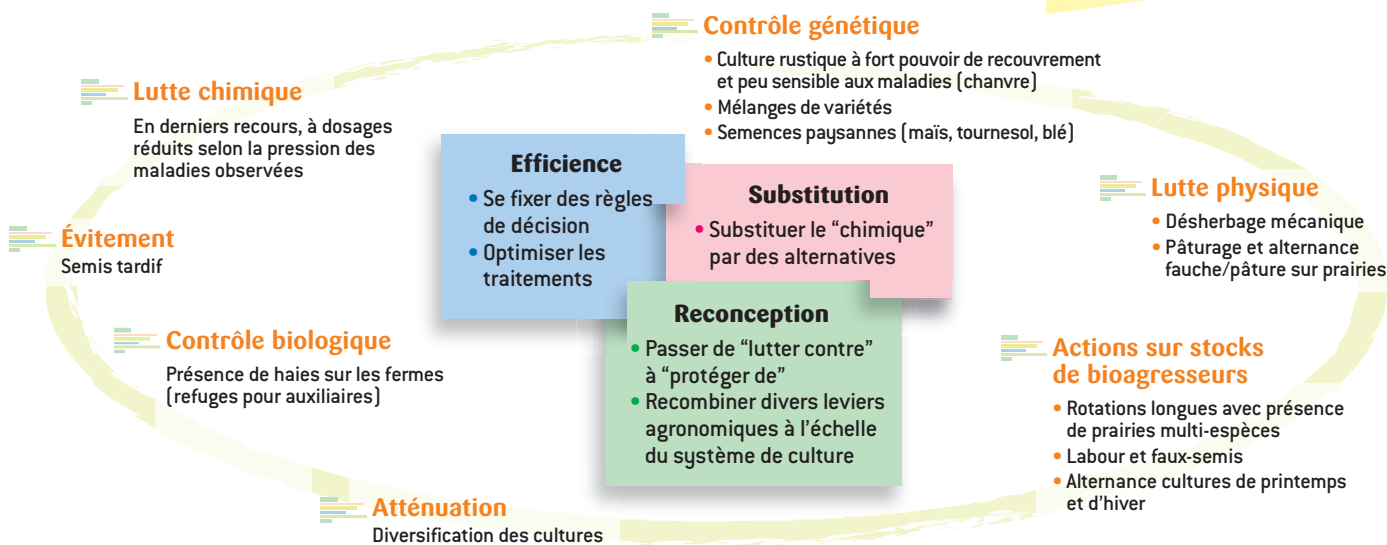 Contrôle génétique
• Culture rustique à fort pouvoir de recouvrement
et peu sensible aux maladies (chanvre)
• Mélanges de variétés
• Semences paysannes (maïs, tournesol, blé)
Lutte chimique
En derniers recours, à dosages
réduits selon la pression des
maladies observées
Efficience
• Se fixer des règles
de décision
• Optimiser les
traitements
Substitution
• Substituer le “chimique”
par des alternatives
Lutte physique
• Désherbage mécanique
• Pâturage et alternance
fauche/pâture sur prairies
Évitement
Semis tardif
Reconception
• Passer de “lutter contre”
à “protéger de”
• Recombiner divers leviers
agronomiques à l’échelle
du système de culture
Contrôle biologique
Présence de haies sur les fermes
(refuges pour auxiliaires)
Actions sur stocks
de bioagresseurs
• Rotations longues avec présence
de prairies multi-espèces
• Labour et faux-semis
• Alternance cultures de printemps
et d’hiver
Atténuation
Diversification des cultures